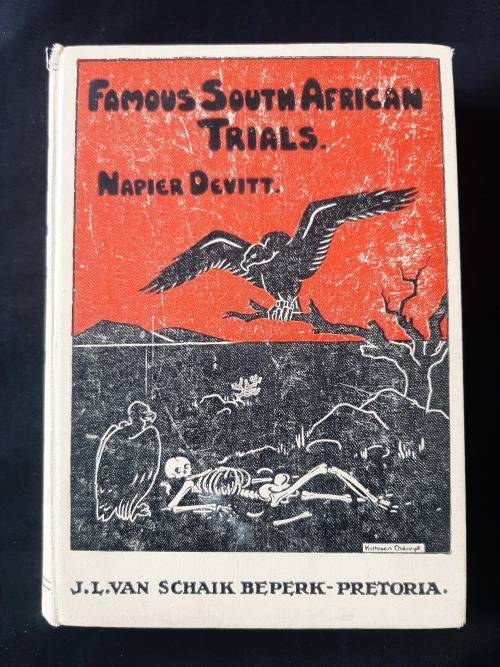 FAMOUS SOUTH AFRICAN
TRIALS.
NAPIER DEVITT.
J.L.VAN SCHAIK BEPERK-PRETORIA.